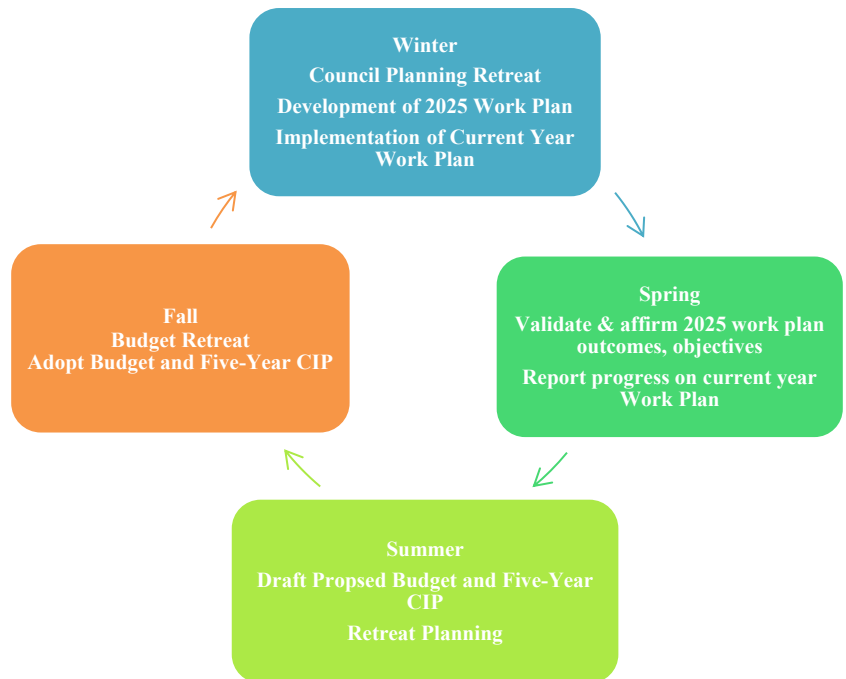 Winter
Council Planning Retreat
Development of 2025 Work Plan
Implementation of Current Year
Work Plan
Spring
Validate & affirm 2025 work plan
outcomes, objectives
Report progress on current year
Work Plan
Summer
Draft Propsed Budget and Five-Year
CIP
Retreat Planning
Fall
Budget Retreat
Adopt Budget and Five-Year CIP